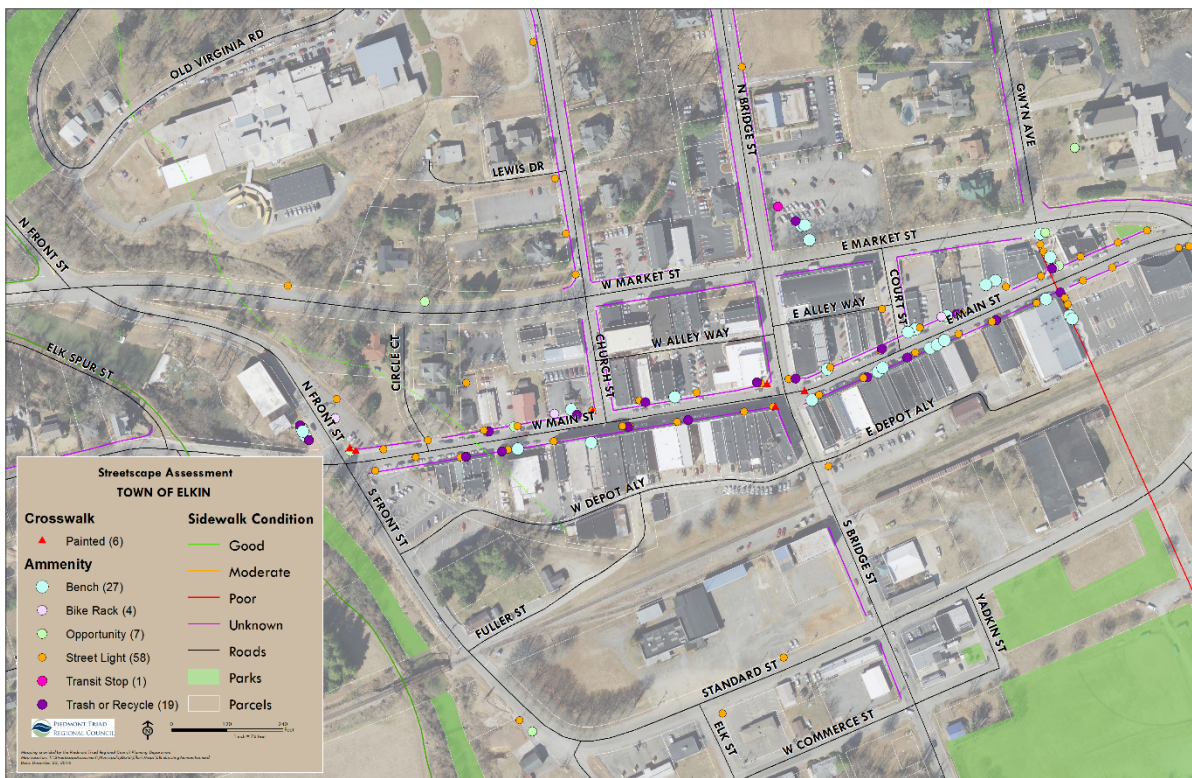 OLD VIRGINIA RD
N BRIDGE ST
GWYN AVE
LEWIS DR
N FRONT ST
E MARKET ST
W MARKET ST
COURT ST
E MAIN ST
E ALLEY WAY
W ALLEY WAY
CHURCH ST
CIRCLE CT
ELK SPUR ST
N FRONT ST
W MAIN ST
E DEPOT ALY
W DEPOT ALY
S FRONT ST
S BRIDGE ST
FULLER ST
YADKIN ST
STANDARD ST
ELK ST
W COMMERCE ST
Streetscape Assessment
TOWN OF ELKIN
Crosswalk
Painted (6)
Ammenity
Bench (27)
Bike Rack (4)
Opportunity (7)
Street Light (58)
Transit Stop (1)
Trash or Recycle (19)
Sidewalk Condition
Good
Moderate
Poor
Unknown
Roads
Parks
Parcels
PIEDMONT TRIAD
REGIONAL COUNCIL
N
0
Feet